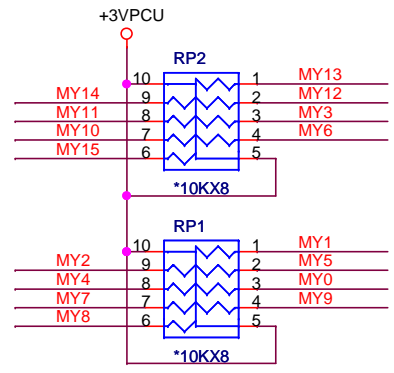 +3VPCU
RP2
10 1 MY13
MY14 9 2 MY12
MY11 8 3 MY3
MY10 7 4 MY6
MY15 6 5
*10KX8
RP1
10 1 MY1
MY2 9 2 MY5
MY4 8 3 MY0
MY7 7 4 MY9
MY8 6 5
*10KX8